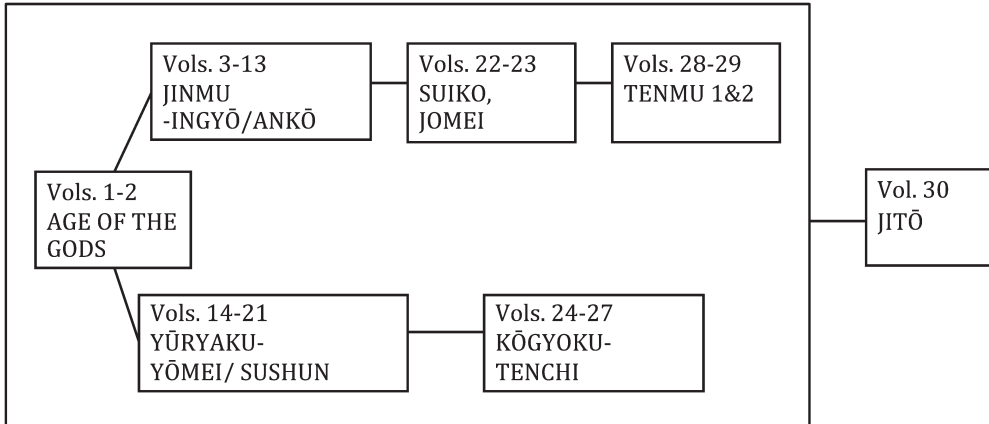 Vols. 3-13
JINMU
-INGYŌ/ANKŌ
Vols. 22-23
SUIKO,
JOMEI
Vols. 28-29
TENMU 1&2
Vols. 1-2
AGE OF THE
GODS
Vol. 30
JITŌ
Vols. 14-21
YŪRYAKU-
YŌMEI/ SUSHUN
Vols. 24-27
KŌGYOKU-
TENCHI